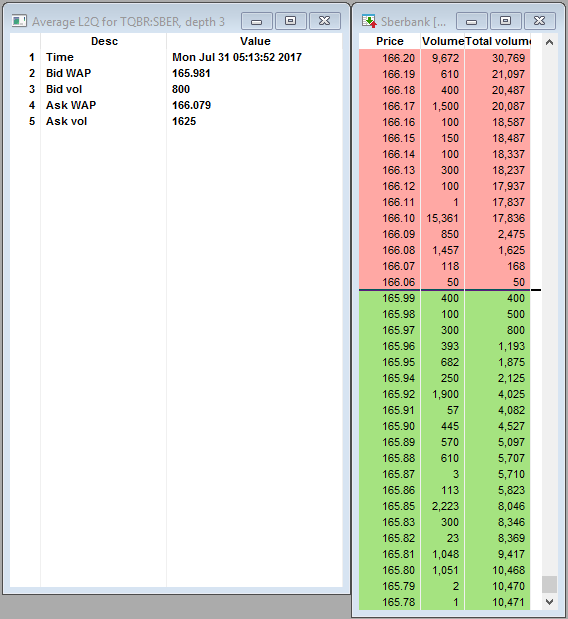 Average L2Q for TQBR:SBER, depth 3
Desc Value
1 Time Mon Jul 31 05:13:52 2017
2 Bid WAP 165.981
3 Bid vol 800
4 Ask WAP 166.079
5 Ask vol 1625
Sberbank [...
Price Volume Total volume
166.20 9,672 30,769
166.19 610 21,097
166.18 400 20,487
166.17 1,500 20,087
166.16 100 18,587
166.15 150 18,487
166.14 100 18,337
166.13 300 18,237
166.12 100 17,937
166.11 1 17,837
166.10 15,361 17,836
166.09 850 2,475
166.08 1,457 1,625
166.07 118 168
166.06 50 50
165.99 400 400
165.98 100 500
165.97 300 800
165.96 393 1,193
165.95 682 1,875
165.94 250 2,125
165.92 1,900 4,025
165.91 57 4,082
165.90 445 4,527
165.89 570 5,097
165.88 610 5,707
165.87 3 5,710
165.86 113 5,823
165.85 2,223 8,046
165.83 300 8,346
165.82 23 8,369
165.81 1,048 9,417
165.80 1,051 10,468
165.79 2 10,470
165.78 1 10,471